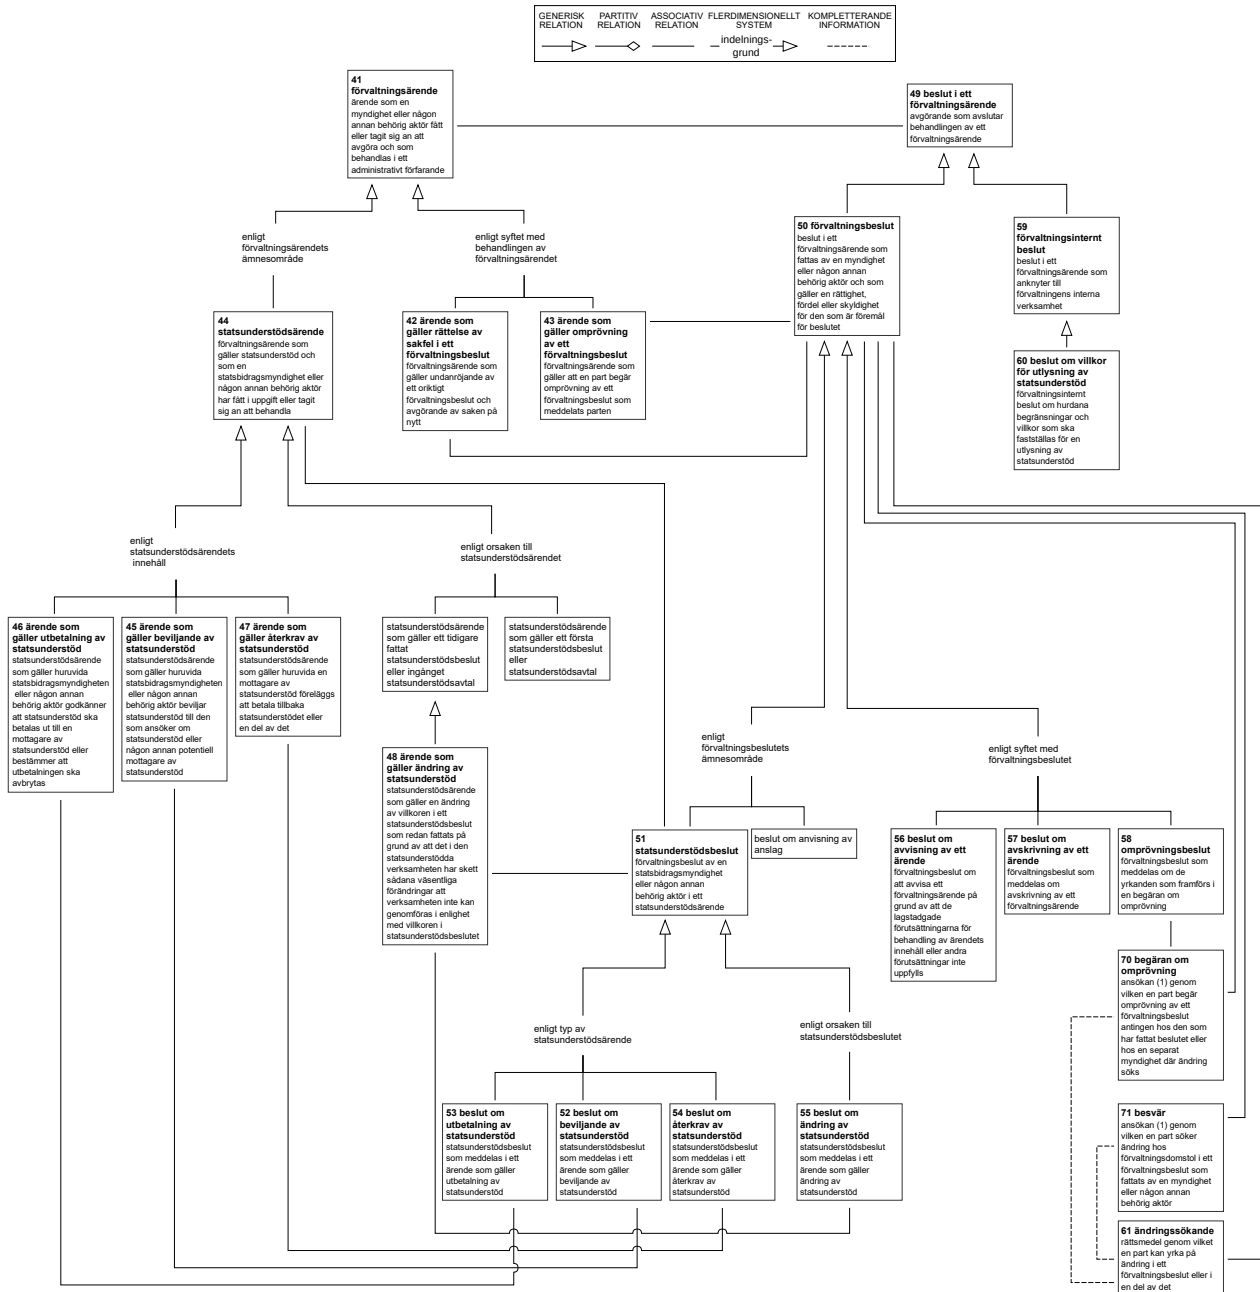 GENERISK
RELATION
PARTITIV
RELATION
ASSOCIATIV
RELATION
FLERDIMENSIONELLT
SYSTEM
KOMPLETTERANDE
INFORMATION
indelnings-
grund
41
förvaltningsärende
ärende som en
myndighet eller någon
annan behörig aktör fått
eller tagit sig an att
avgöra och som
behandlas i ett
administrativt förfarande
49 beslut i ett
förvaltningsärende
avgörande som avslutar
behandlingen av ett
förvaltningsärende
enligt
förvaltningsärendets
ämnesområde
enligt syftet med
behandlingen av
förvaltningsärendet
50 förvaltningsbeslut
beslut i ett
förvaltningsärende som
fattas av en myndighet
eller någon annan
behörig aktör och som
gäller en rättighet,
fördel eller skyldighet
för den som är föremål
för beslutet
59
förvaltningsinternt
beslut
beslut i ett
förvaltningsärende som
anknyter till
förvaltningens interna
verksamhet
44
statsunderstödsärende
förvaltningsärende som
gäller statsunderstöd och
som en
statsbidragsmyndighet eller
någon annan behörig aktör
har fått i uppgift eller tagit
sig an att behandla
42 ärende som
gäller rättelse av
sakfel i ett
förvaltningsbeslut
förvaltningsärende som
gäller undanröjande av
ett oriktigt
förvaltningsbeslut och
avgörande av saken på
nytt
43 ärende som
gäller omprövning
av ett
förvaltningsbeslut
förvaltningsärende som
gäller att en part begär
omprövning av ett
förvaltningsbeslut som
meddelats parten
60 beslut om villkor
för utlysning av
statsunderstöd
förvaltningsinternt
beslut om hurdana
begränsningar och
villkor som ska
fastställas för en
utlysning av
statsunderstöd
enligt
statsunderstödsärendets
innehåll
enligt orsaken till
statsunderstödsärendet
46 ärende som
gäller utbetalning av
statsunderstöd
statsunderstödsärende
som gäller huruvida
statsbidragsmyndigheten
eller någon annan
behörig aktör godkänner
att statsunderstöd ska
betalas ut till en
mottagare av
statsunderstöd eller
bestämmer att
utbetalningen ska
avbrytas
45 ärende som
gäller beviljande av
statsunderstöd
statsunderstödsärende
som gäller huruvida
statsbidragsmyndigheten
eller någon annan
behörig aktör beviljar
statsunderstöd till den
som ansöker om
statsunderstöd eller
någon annan potentiell
mottagare av
statsunderstöd
47 ärende som
gäller återkrav av
statsunderstöd
statsunderstödsärende
som gäller huruvida en
mottagare av
statsunderstöd föreläggs
att betala tillbaka
statsunderstödet eller
en del av det
statsunderstödsärende
som gäller ett tidigare
fattat
statsunderstödsbeslut
eller ingånget
statsunderstödsavtal
statsunderstödsärende
som gäller ett första
statsunderstödsbeslut
eller
statsunderstödsavtal
48 ärende som
gäller ändring av
statsunderstöd
statsunderstödsärende
som gäller en ändring
av villkoren i ett
statsunderstödsbeslut
som redan fattats på
grund av att det i den
statsunderstödda
verksamheten har skett
sådana väsentliga
förändringar att
verksamheten inte kan
genomföras i enlighet
med villkoren i
statsunderstödsbeslutet
enligt
förvaltningsbeslutets
ämnesområde
enligt syftet med
förvaltningsbeslutet
51
statsunderstödsbeslut
förvaltningsbeslut av en
statsbidragsmyndighet
eller någon annan
behörig aktör i ett
statsunderstödsärende
beslut om anvisning av
anslag
56 beslut om
avvisning av ett
ärende
förvaltningsbeslut om
att avvisa ett
förvaltningsärende på
grund av att de
lagstadgade
förutsättningarna för
behandling av ärendets
innehåll eller andra
förutsättningar inte
uppfylls
57 beslut om
avskrivning av ett
ärende
förvaltningsbeslut som
meddelas om
avskrivning av ett
förvaltningsärende
58
omprövningsbeslut
förvaltningsbeslut som
meddelas om de
yrkanden som framförs i
en begäran om
omprövning
70 begäran om
omprövning
ansökan (1) genom
vilken en part begär
omprövning av ett
förvaltningsbeslut
antingen hos den som
har fattat beslutet eller
hos en separat
myndighet där ändring
söks
enligt typ av
statsunderstödsärende
enligt orsaken till
statsunderstödsbeslutet
53 beslut om
utbetalning av
statsunderstöd
statsunderstödsbeslut
som meddelas i ett
ärende som gäller
utbetalning av
statsunderstöd
52 beslut om
beviljande av
statsunderstöd
statsunderstödsbeslut
som meddelas i ett
ärende som gäller
beviljande av
statsunderstöd
54 beslut om
återkrav av
statsunderstöd
statsunderstödsbeslut
som meddelas i ett
ärende som gäller
återkrav av
statsunderstöd
55 beslut om
ändring av
statsunderstöd
statsunderstödsbeslut
som meddelas i ett
ärende som gäller
ändring av
statsunderstöd
71 besvär
ansökan (1) genom
vilken en part söker
ändring hos
förvaltningsdomstol i ett
förvaltningsbeslut som
fattats av en myndighet
eller någon annan
behörig aktör
61 ändringssökande
rättsmedel genom vilket
en part kan yrka på
ändring i ett
förvaltningsbeslut eller i
en del av det